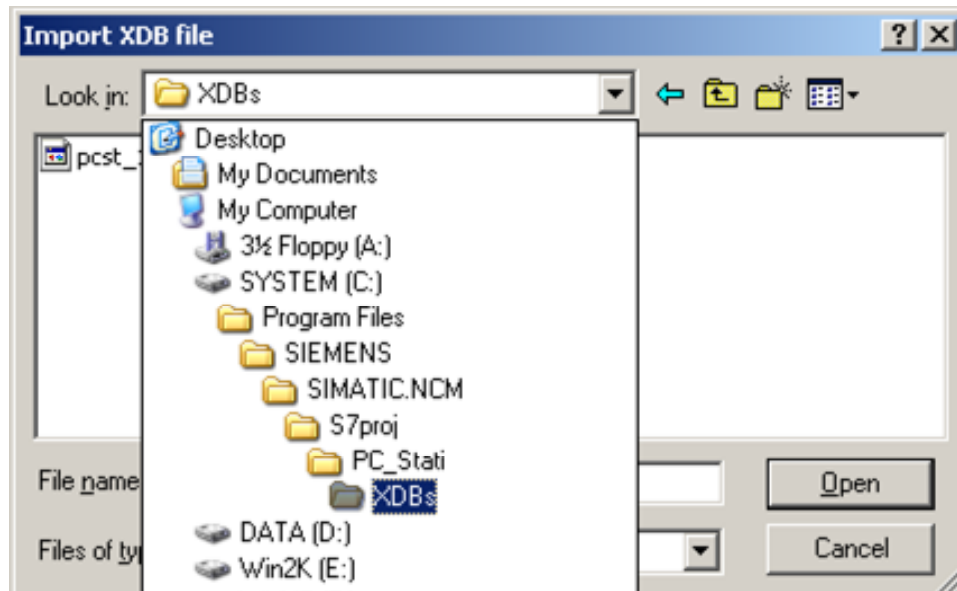 Import XDB file
Look in: XDBs
Desktop
pcst_
My Documents
My Computer
3½ Floppy (A:)
SYSTEM (C:)
Program Files
SIEMENS
SIMATIC.NCM
S7proj
PC_Stati
File name
XDBs
Open
DATA (D:)
Files of ty
Cancel
Win2K (E:)